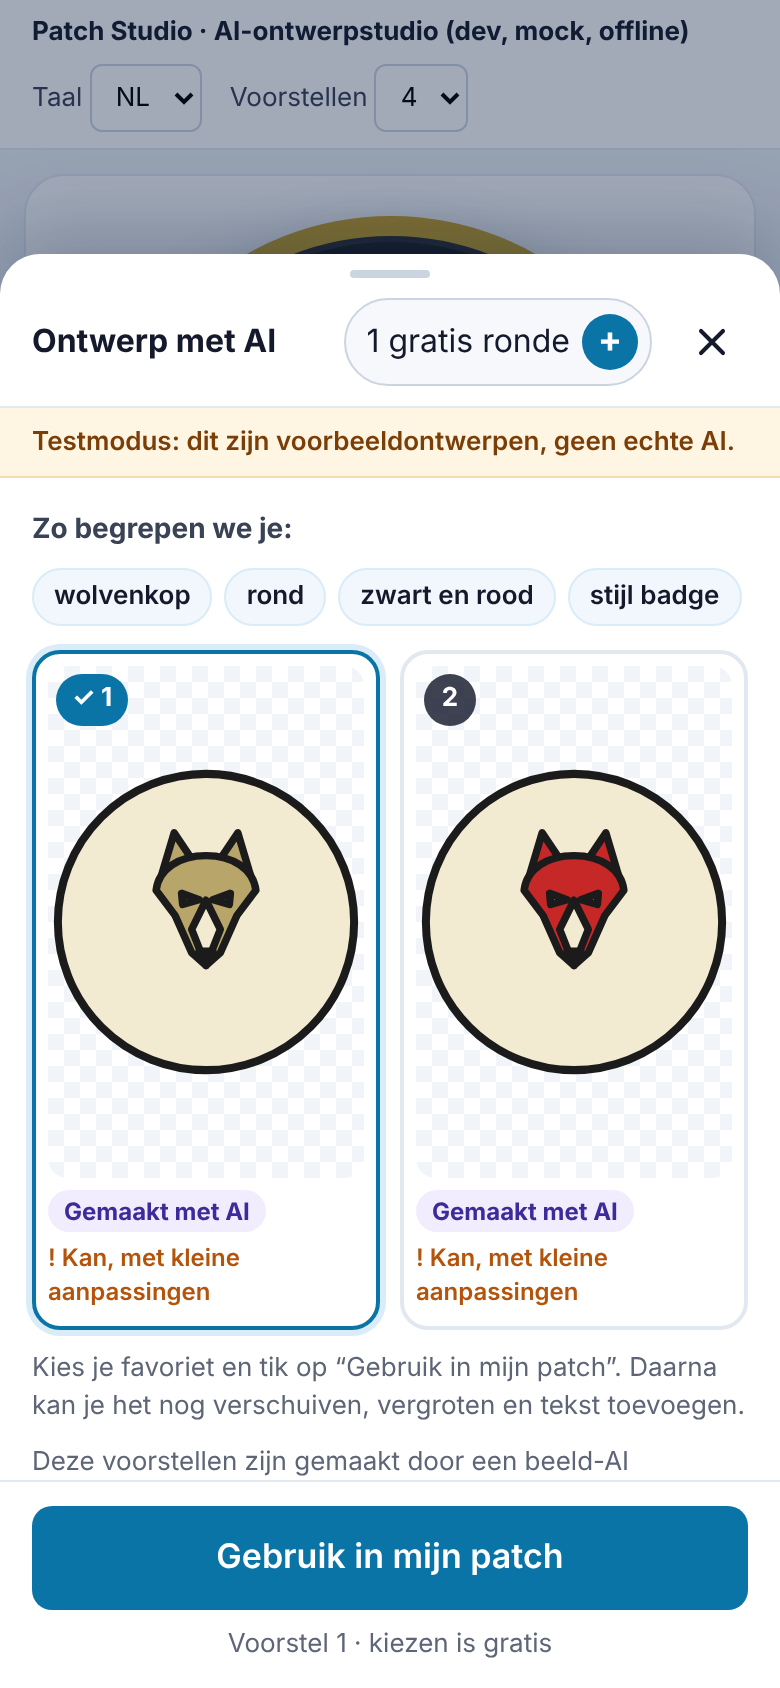 Patch Studio · AI-ontwerpstudio (dev, mock, offline)
Taal NL Voorstellen 4
Ontwerp met AI 1 gratis ronde +
Testmodus: dit zijn voorbeeldontwerpen, geen echte AI.
Zo begrepen we je:
wolvenkop rond zwart en rood stijl badge
✓ 1 2
Gemaakt met AI Gemaakt met AI
! Kan, met kleine ! Kan, met kleine
aanpassingen aanpassingen
Kies je favoriet en tik op “Gebruik in mijn patch”. Daarna
kan je het nog verschuiven, vergroten en tekst toevoegen.
Deze voorstellen zijn gemaakt door een beeld-AI
Gebruik in mijn patch
Voorstel 1 · kiezen is gratis